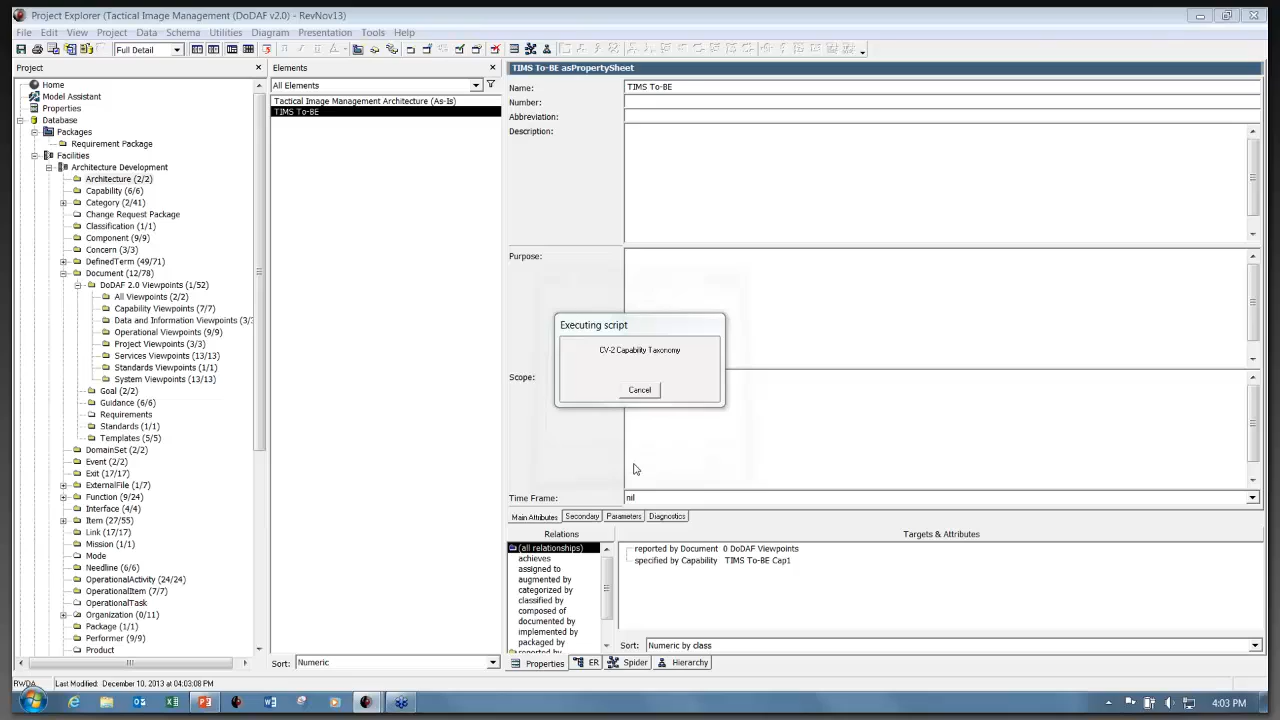 Project Explorer (Tactical Image Management (DoDAF v2.0) - RevNov13)
File Edit View Project Data Schema Utilities Diagram Presentation Tools Help
Full Detail
Project
Home
Model Assistant
Properties
Database
Packages
Requirement Package
Facilities
Architecture Development
Architecture (2/2)
Capability (6/6)
Category (2/41)
Change Request Package
Classification (1/1)
Component (9/9)
Concern (3/3)
DefinedTerm (49/71)
Document (12/78)
DoDAF 2.0 Viewpoints (1/52)
All Viewpoints (2/2)
Capability Viewpoints (7/7)
Data and Information Viewpoints (3/3
Operational Viewpoints (9/9)
Project Viewpoints (3/3)
Services Viewpoints (13/13)
Standards Viewpoints (1/1)
System Viewpoints (13/13)
Goal (2/2)
Guidance (6/6)
Requirements
Standards (1/1)
Templates (5/5)
DomainSet (2/2)
Event (2/2)
Exit (17/17)
ExternalFile (1/7)
Function (9/24)
Interface (4/4)
Item (27/55)
Link (17/17)
Mission (1/1)
Mode
Needline (6/6)
OperationalActivity (24/24)
OperationalItem (7/7)
OperationalTask
Organization (0/11)
Package (1/1)
Performer (9/9)
Product
Elements
All Elements
Tactical Image Management Architecture (As-Is)
TIMS To-BE
Sort: Numeric
TIMS To-BE asPropertySheet
Name: TIMS To-BE
Number:
Abbreviation:
Description:
Purpose:
Executing script
CV-2 Capability Taxonomy
Cancel
Scope:
Time Frame: nil
Main Attributes Secondary Parameters Diagnostics
Relations
(all relationships)
achieves
assigned to
augmented by
categorized by
classified by
composed of
documented by
implemented by
packaged by
reported by
Targets & Attributes
reported by Document 0 DoDAF Viewpoints
specified by Capability TIMS To-BE Cap1
Sort: Numeric by class
Properties ER Spider Hierarchy
RWDA Last Modified: December 10, 2013 at 04:03:08 PM
4:03 PM